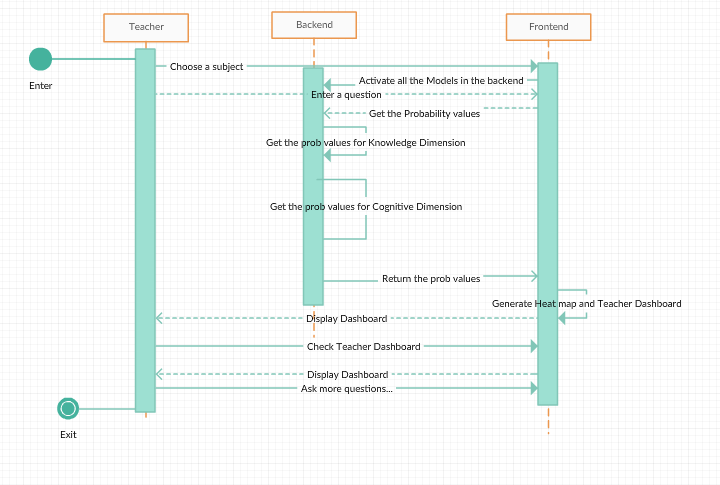 Teacher
Backend
Frontend
Enter
Choose a subject
Activate all the Models in the backend
Enter a question
Get the Probability values
Get the prob values for Knowledge Dimension
Get the prob values for Cognitive Dimension
Return the prob values
Generate Heat map and Teacher Dashboard
Display Dashboard
Check Teacher Dashboard
Display Dashboard
Ask more questions...
Exit